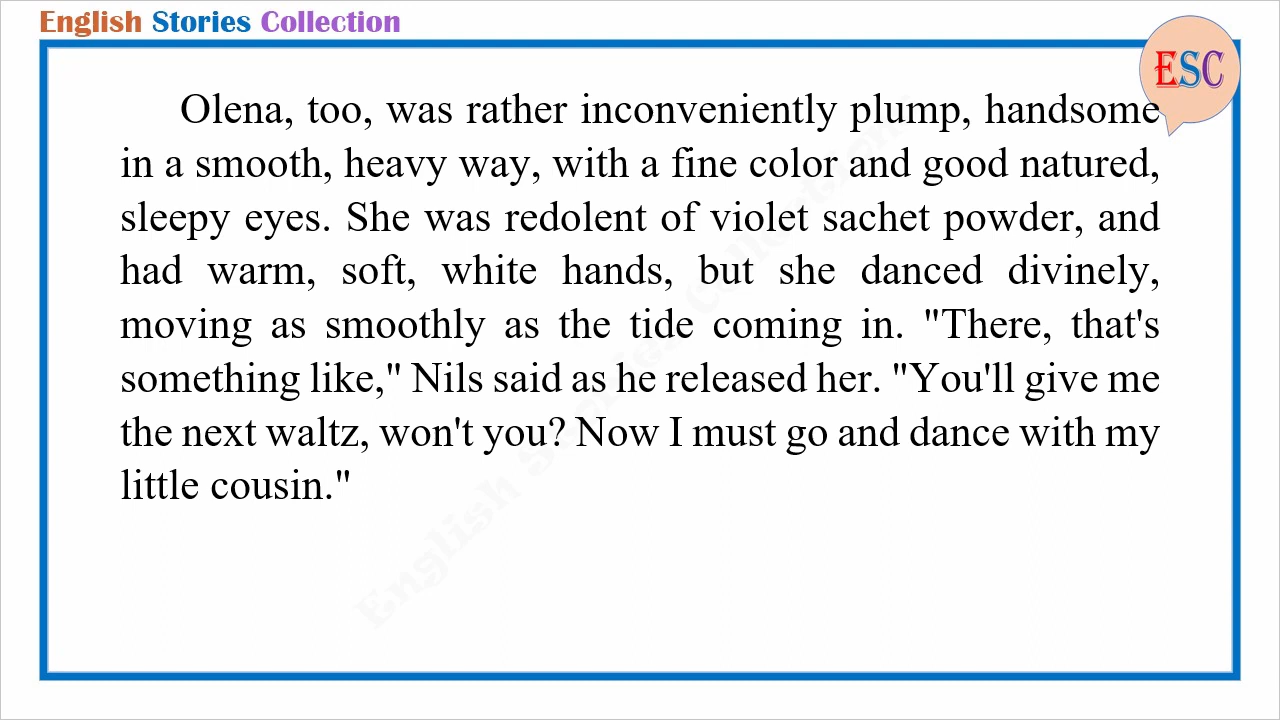 English Stories Collection
ESC
Olena, too, was rather inconveniently plump, handsome
in a smooth, heavy way, with a fine color and good natured,
sleepy eyes. She was redolent of violet sachet powder, and
had warm, soft, white hands, but she danced divinely,
moving as smoothly as the tide coming in. "There, that's
something like," Nils said as he released her. "You'll give me
the next waltz, won't you? Now I must go and dance with my
little cousin."
English Stories Collection